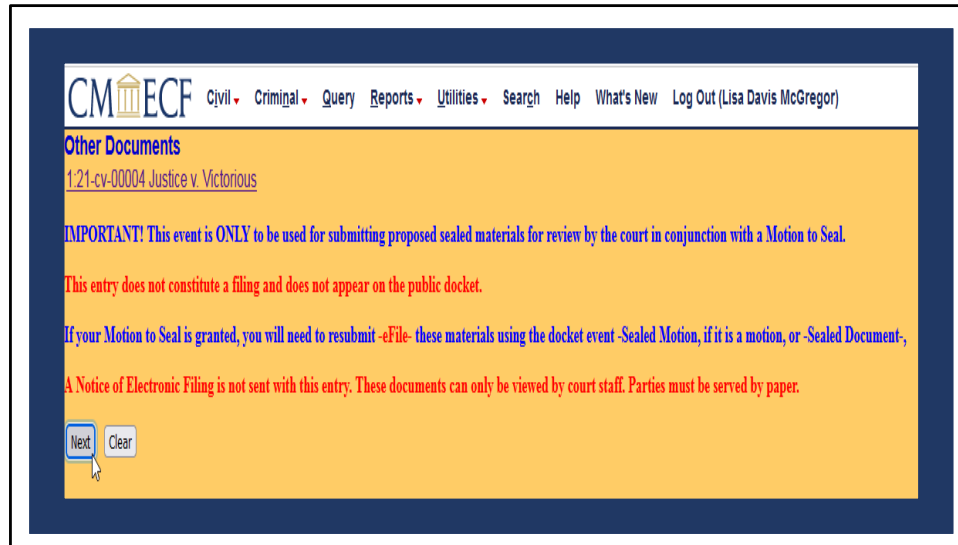 CM ECF Civil Criminal Query Reports Utilities Search Help What's New Log Out (Lisa Davis McGregor)
Other Documents
1:21-cv-00004 Justice v. Victorious
IMPORTANT! This event is ONLY to be used for submitting proposed sealed materials for review by the court in conjunction with a Motion to Seal.
This entry does not constitute a filing and does not appear on the public docket.
If your Motion to Seal is granted, you will need to resubmit -eFile- these materials using the docket event -Sealed Motion, if it is a motion, or -Sealed Document-,
A Notice of Electronic Filing is not sent with this entry. These documents can only be viewed by court staff. Parties must be served by paper.
Next Clear